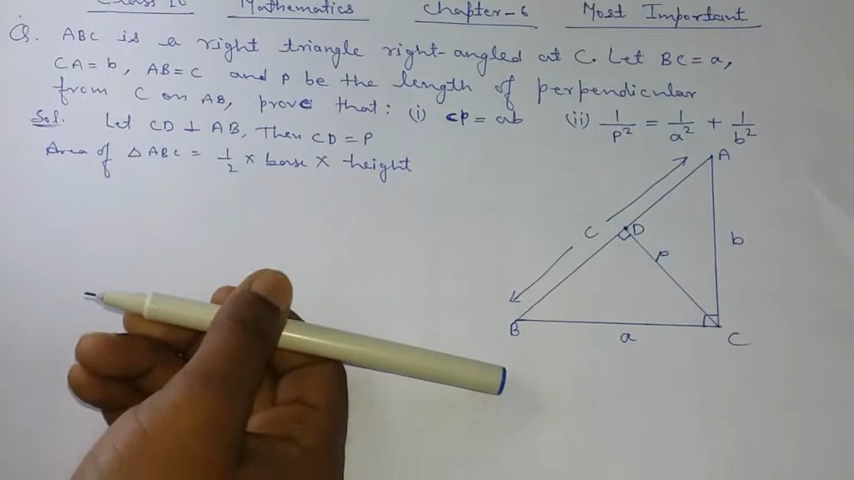 Class 10 Mathematics Chapter-6 Most Important
Q. ABC is a right triangle right-angled at C. Let BC = a,
CA = b, AB = c and p be the length of perpendicular
from C on AB, prove that: (i) cp = ab (ii) 1/p² = 1/a² + 1/b²
Sol. Let CD ⊥ AB, Then CD = P
Area of △ABC = 1/2 × base × height
A
c
D
b
p
B
a
C